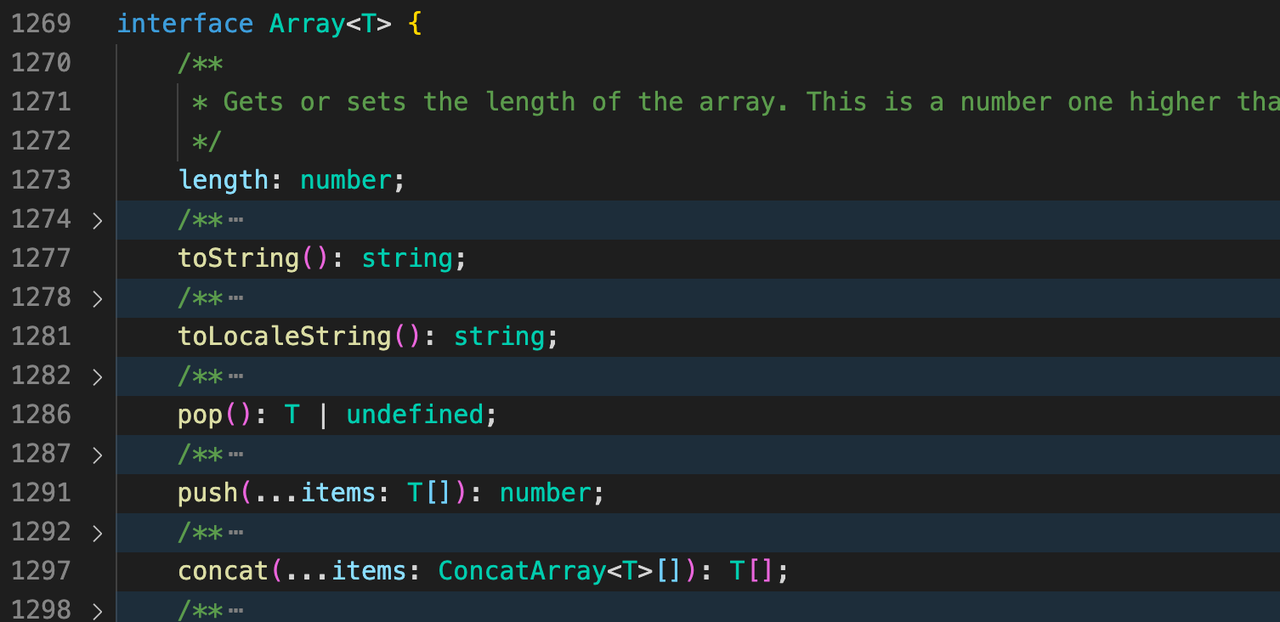 1269 interface Array<T> {
1270 /**
1271 * Gets or sets the length of the array. This is a number one higher tha
1272 */
1273 length: number;
1274 > /** ⋯
1277 toString(): string;
1278 > /** ⋯
1281 toLocaleString(): string;
1282 > /** ⋯
1286 pop(): T | undefined;
1287 > /** ⋯
1291 push(...items: T[]): number;
1292 > /** ⋯
1297 concat(...items: ConcatArray<T>[]): T[];
1298 > /** ⋯